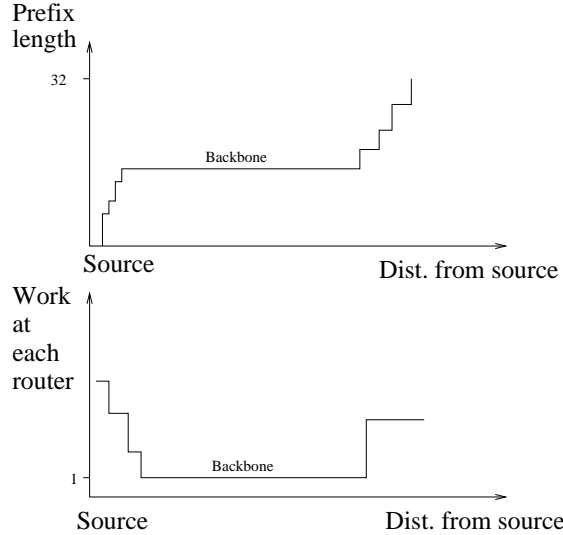 Prefix
length
32
Backbone
Source
Dist. from source
Work
at
each
router
1
Backbone
Source
Dist. from source